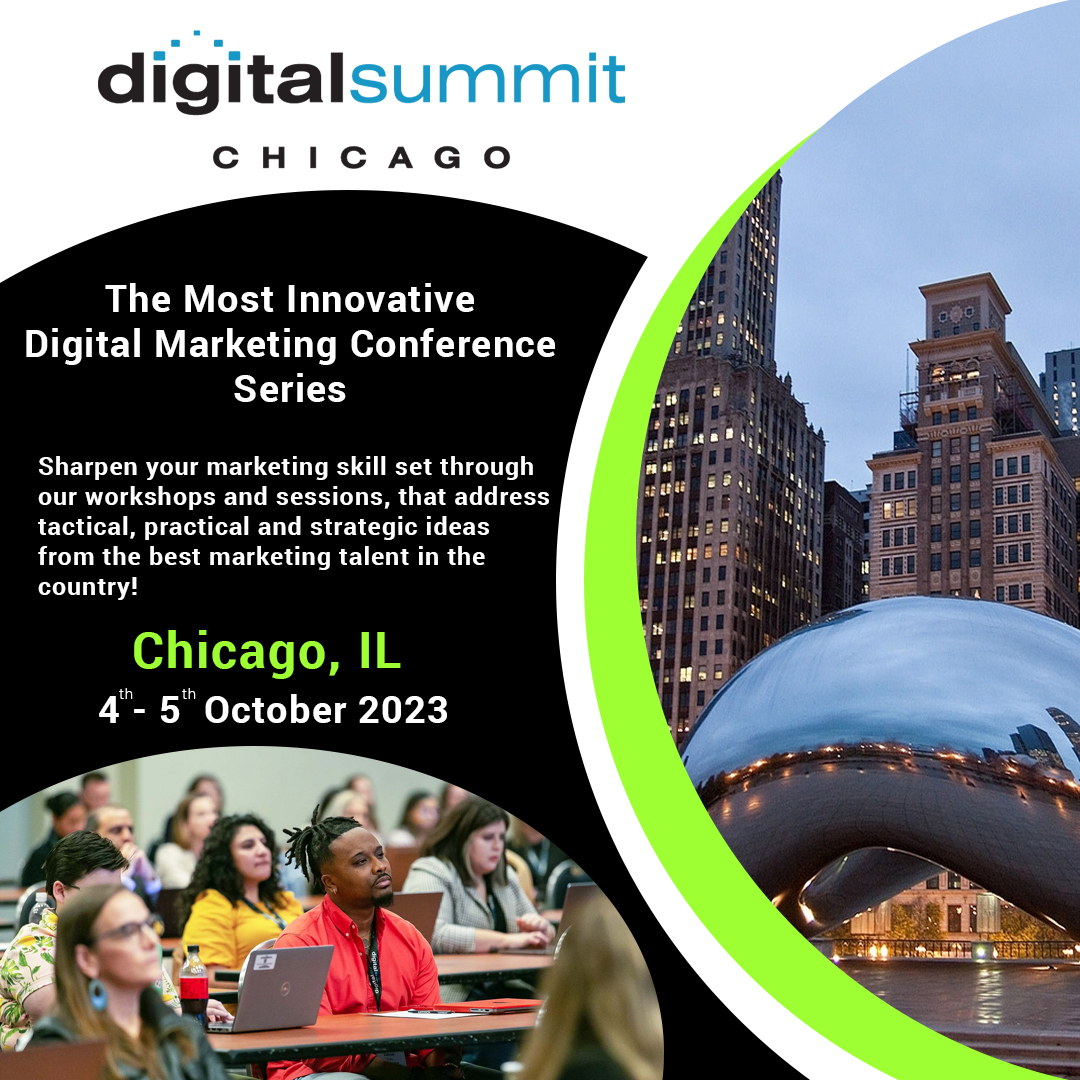 digitalsummit
CHICAGO
The Most Innovative
Digital Marketing Conference
Series
Sharpen your marketing skill set through
our workshops and sessions, that address
tactical, practical and strategic ideas
from the best marketing talent in the
country!
Chicago, IL
4th- 5th October 2023